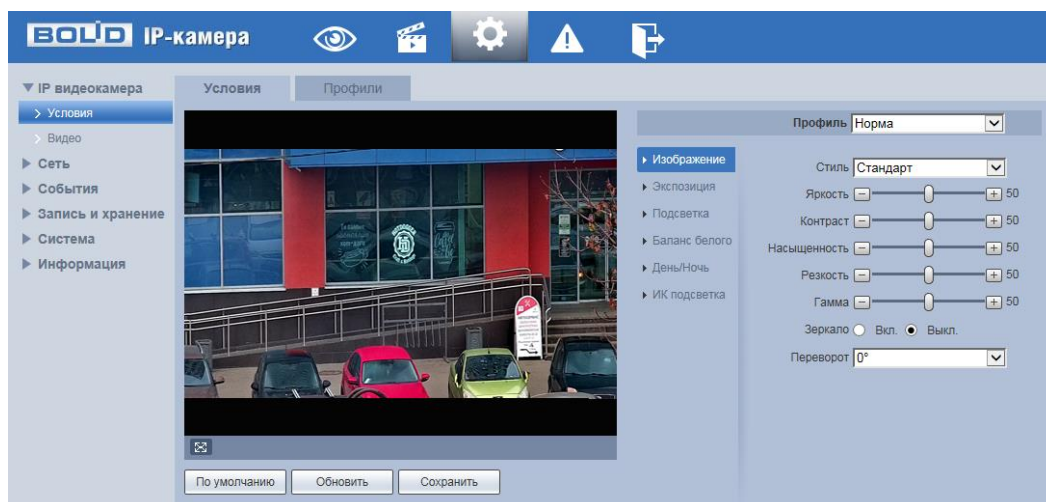 BOLID IP-камера
IP видеокамера
Условия
Видео
Сеть
События
Запись и хранение
Система
Информация
Условия
Профили
По умолчанию
Обновить
Сохранить
Профиль Норма
Изображение
Экспозиция
Подсветка
Баланс белого
День/Ночь
ИК подсветка
Стиль Стандарт
Яркость 50
Контраст 50
Насыщенность 50
Резкость 50
Гамма 50
Зеркало Вкл. Выкл.
Переворот 0°